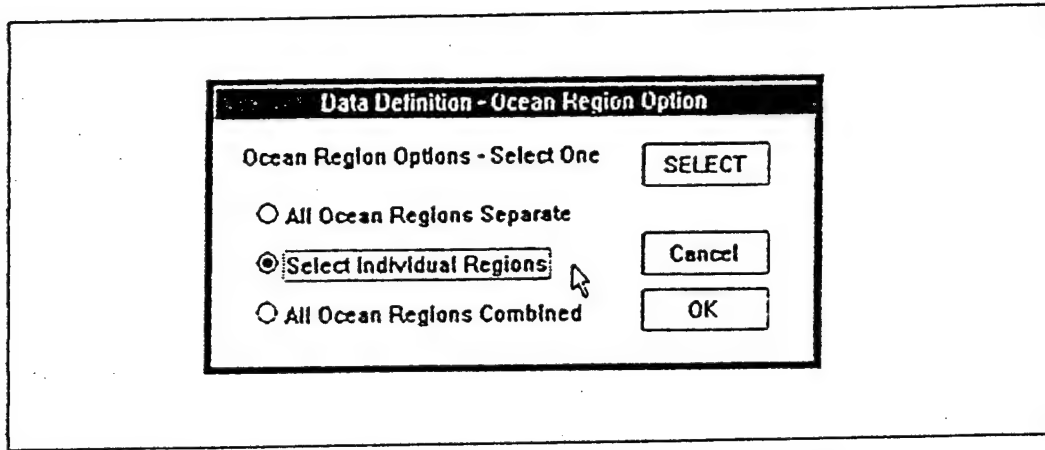 Data Definition - Ocean Region Option
Ocean Region Options - Select One
SELECT
All Ocean Regions Separate
Select Individual Regions
Cancel
All Ocean Regions Combined
OK